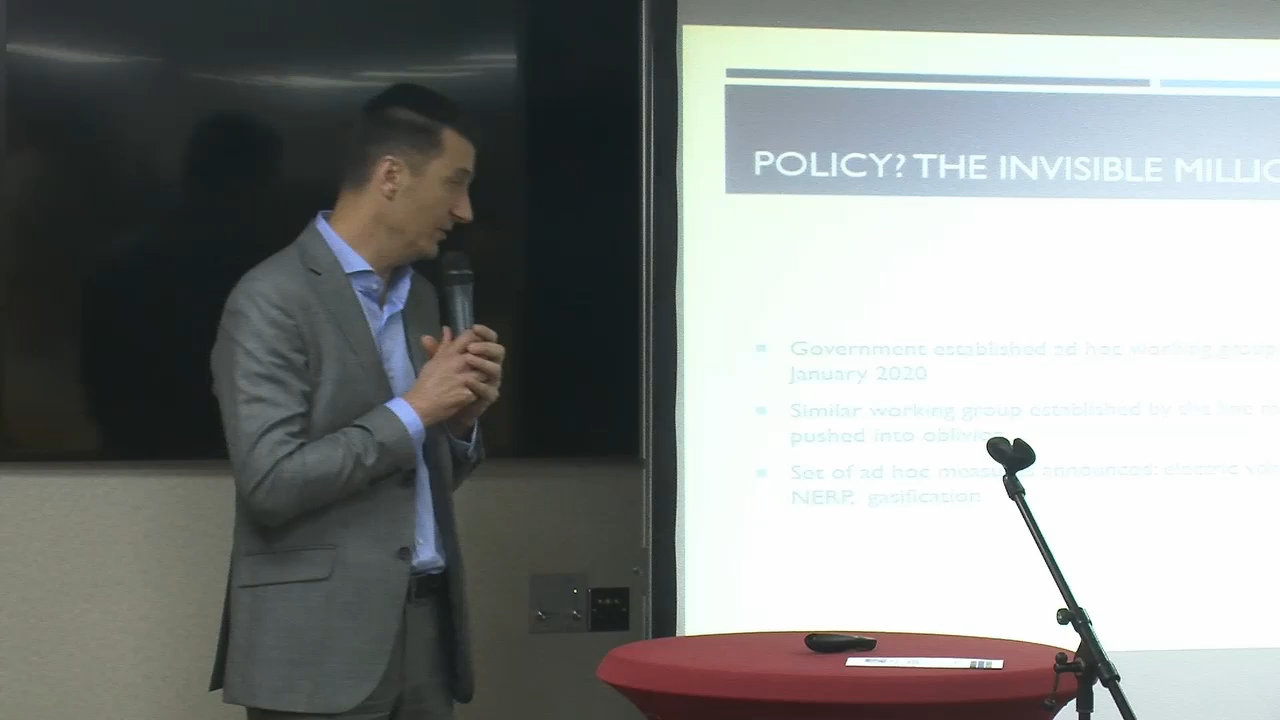 POLICY? THE INVISIBLE
Government established ad hoc working group
January 2020
Similar working group established by the line
pushed into oblivion
Set of ad hoc measures announced: electric
NERP, gasification